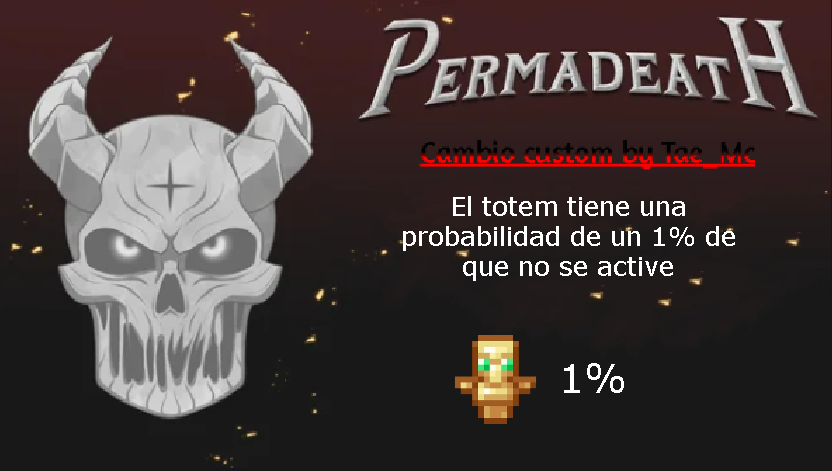 PERMADEATH
Cambio custom by Tae_Mc
El totem tiene una
probabilidad de un 1% de
que no se active
1%